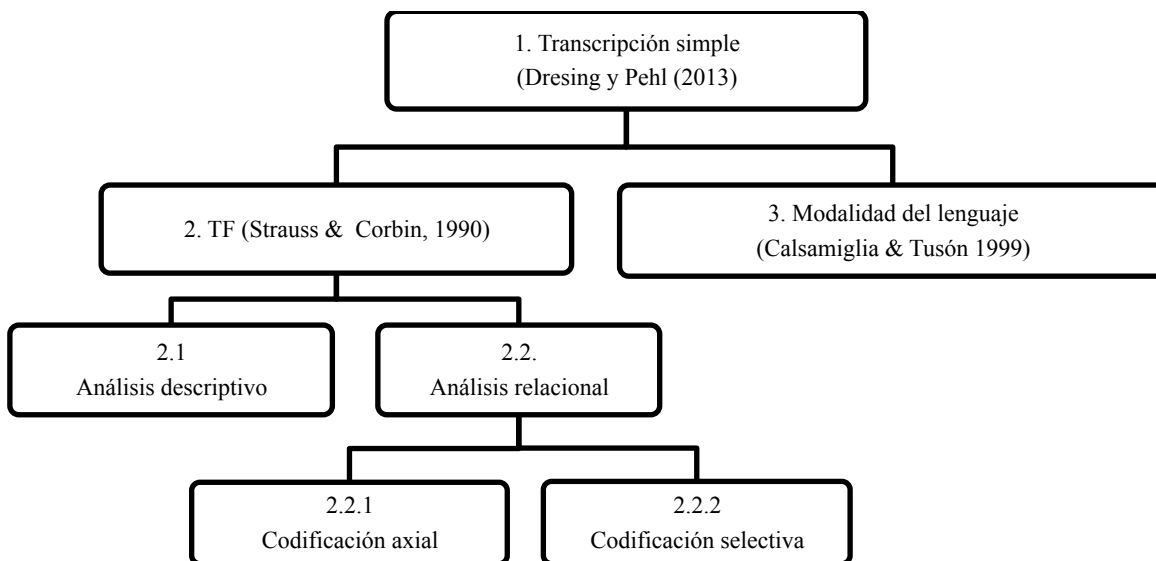 1. Transcripción simple
(Dresing y Pehl (2013)
2. TF (Strauss & Corbin, 1990)
3. Modalidad del lenguaje
(Calsamiglia & Tusón 1999)
2.1
Análisis descriptivo
2.2.
Análisis relacional
2.2.1
Codificación axial
2.2.2
Codificación selectiva